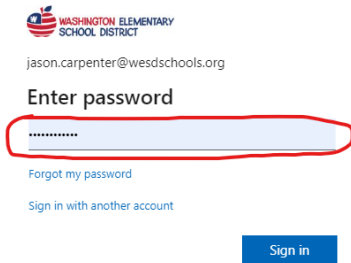 WASHINGTON ELEMENTARY
SCHOOL DISTRICT
jason.carpenter@wesdschools.org
Enter password
••••••••••••
Forgot my password
Sign in with another account
Sign in